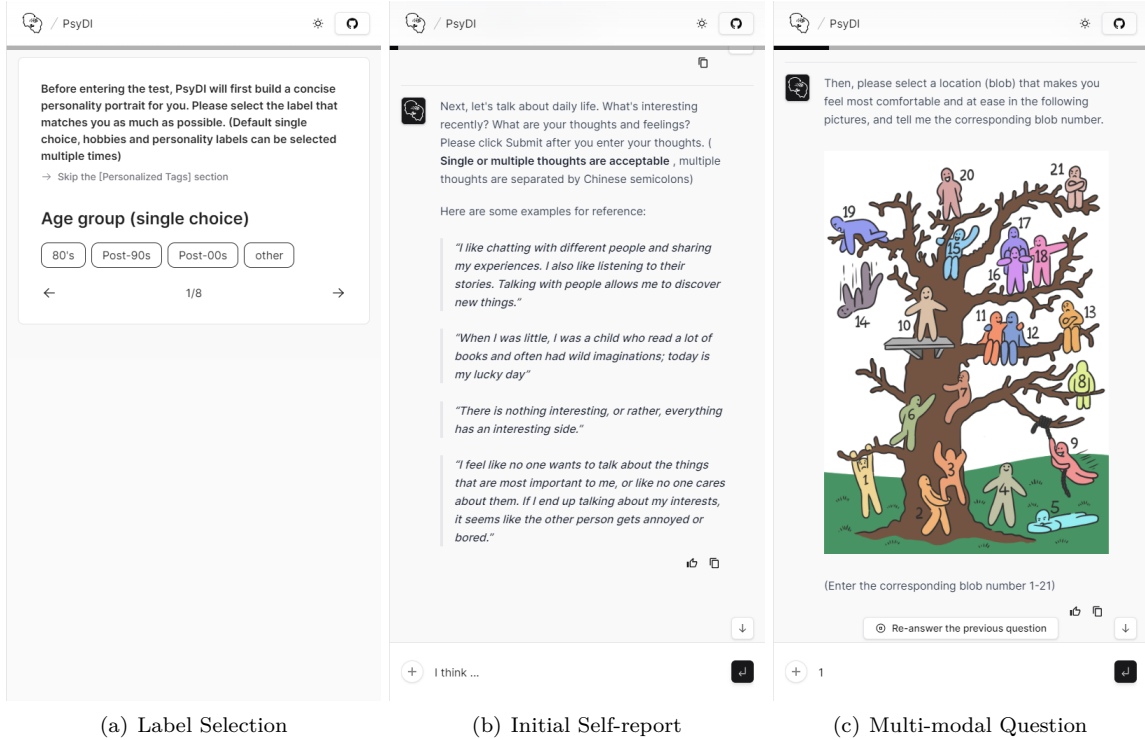 / PsyDI
Before entering the test, PsyDI will first build a concise
personality portrait for you. Please select the label that
matches you as much as possible. (Default single
choice, hobbies and personality labels can be selected
multiple times)
→ Skip the [Personalized Tags] section
Age group (single choice)
80's
Post-90s
Post-00s
other
← 1/8 →
(a) Label Selection
/ PsyDI
Next, let's talk about daily life. What's interesting
recently? What are your thoughts and feelings?
Please click Submit after you enter your thoughts. (
Single or multiple thoughts are acceptable , multiple
thoughts are separated by Chinese semicolons)
Here are some examples for reference:
"I like chatting with different people and sharing
my experiences. I also like listening to their
stories. Talking with people allows me to discover
new things."
"When I was little, I was a child who read a lot of
books and often had wild imaginations; today is
my lucky day"
"There is nothing interesting, or rather, everything
has an interesting side."
"I feel like no one wants to talk about the things
that are most important to me, or like no one cares
about them. If I end up talking about my interests,
it seems like the other person gets annoyed or
bored."
I think ...
(b) Initial Self-report
/ PsyDI
Then, please select a location (blob) that makes you
feel most comfortable and at ease in the following
pictures, and tell me the corresponding blob number.
20
21
19
17
15
18
16
14
10
11
12
13
8
7
6
9
1
3
4
2
5
(Enter the corresponding blob number 1-21)
Re-answer the previous question
1
(c) Multi-modal Question